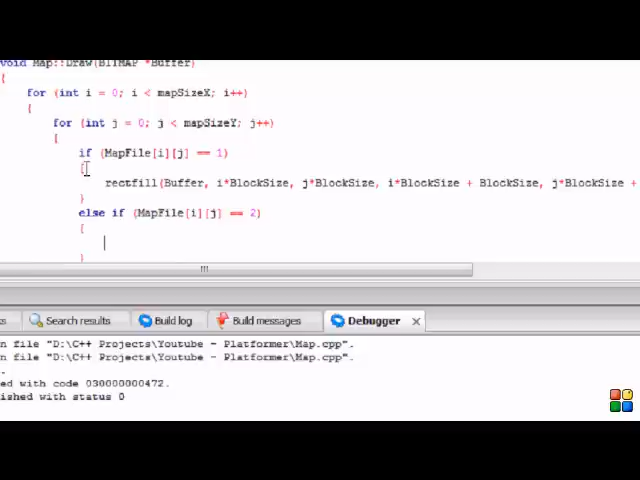 void Map::Draw(BITMAP *Buffer)
{
for (int i = 0; i < mapSizeX; i++)
{
for (int j = 0; j < mapSizeY; j++)
{
if (MapFile[i][j] == 1)
{
rectfill(Buffer, i*BlockSize, j*BlockSize, i*BlockSize + BlockSize, j*BlockSize +
}
else if (MapFile[i][j] == 2)
{
}
Search results Build log Build messages Debugger
n file "D:\C++ Projects\Youtube - Platformer\Map.cpp".
n file "D:\C++ Projects\Youtube - Platformer\Map.cpp".
.
ed with code 030000000472.
ished with status 0